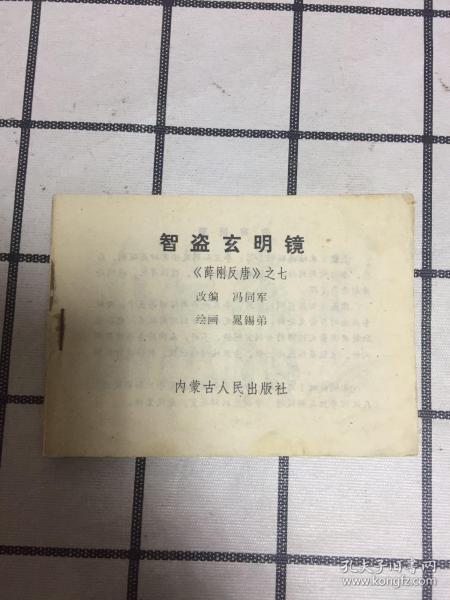 智盗玄明镜
《薛刚反唐》之七
改编 冯同军
绘画 晁锡弟
内蒙古人民出版社
孔夫子旧书网
www.kongfz.com